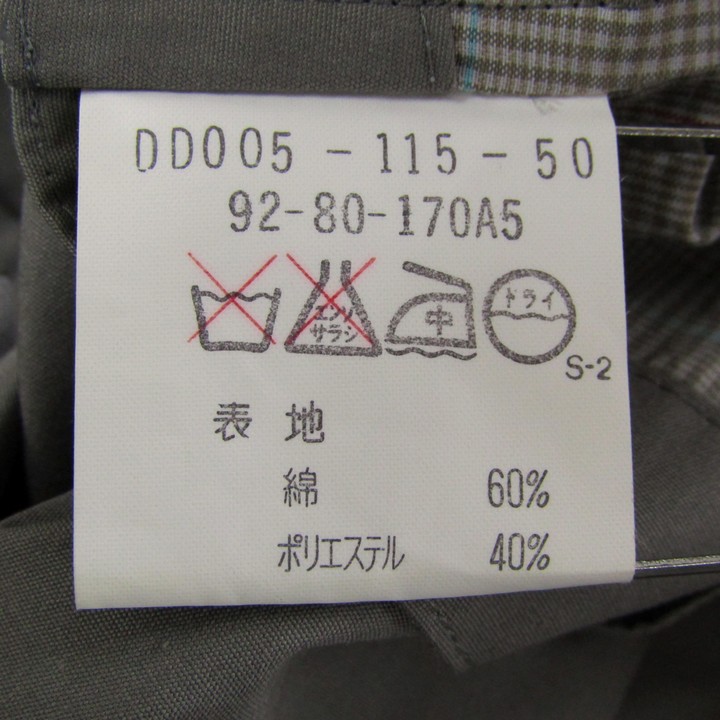 DD005-115-50
92-80-170A5
エンソ サラシ 中 ドライ
S-2
表地
綿 60%
ポリエステル 40%